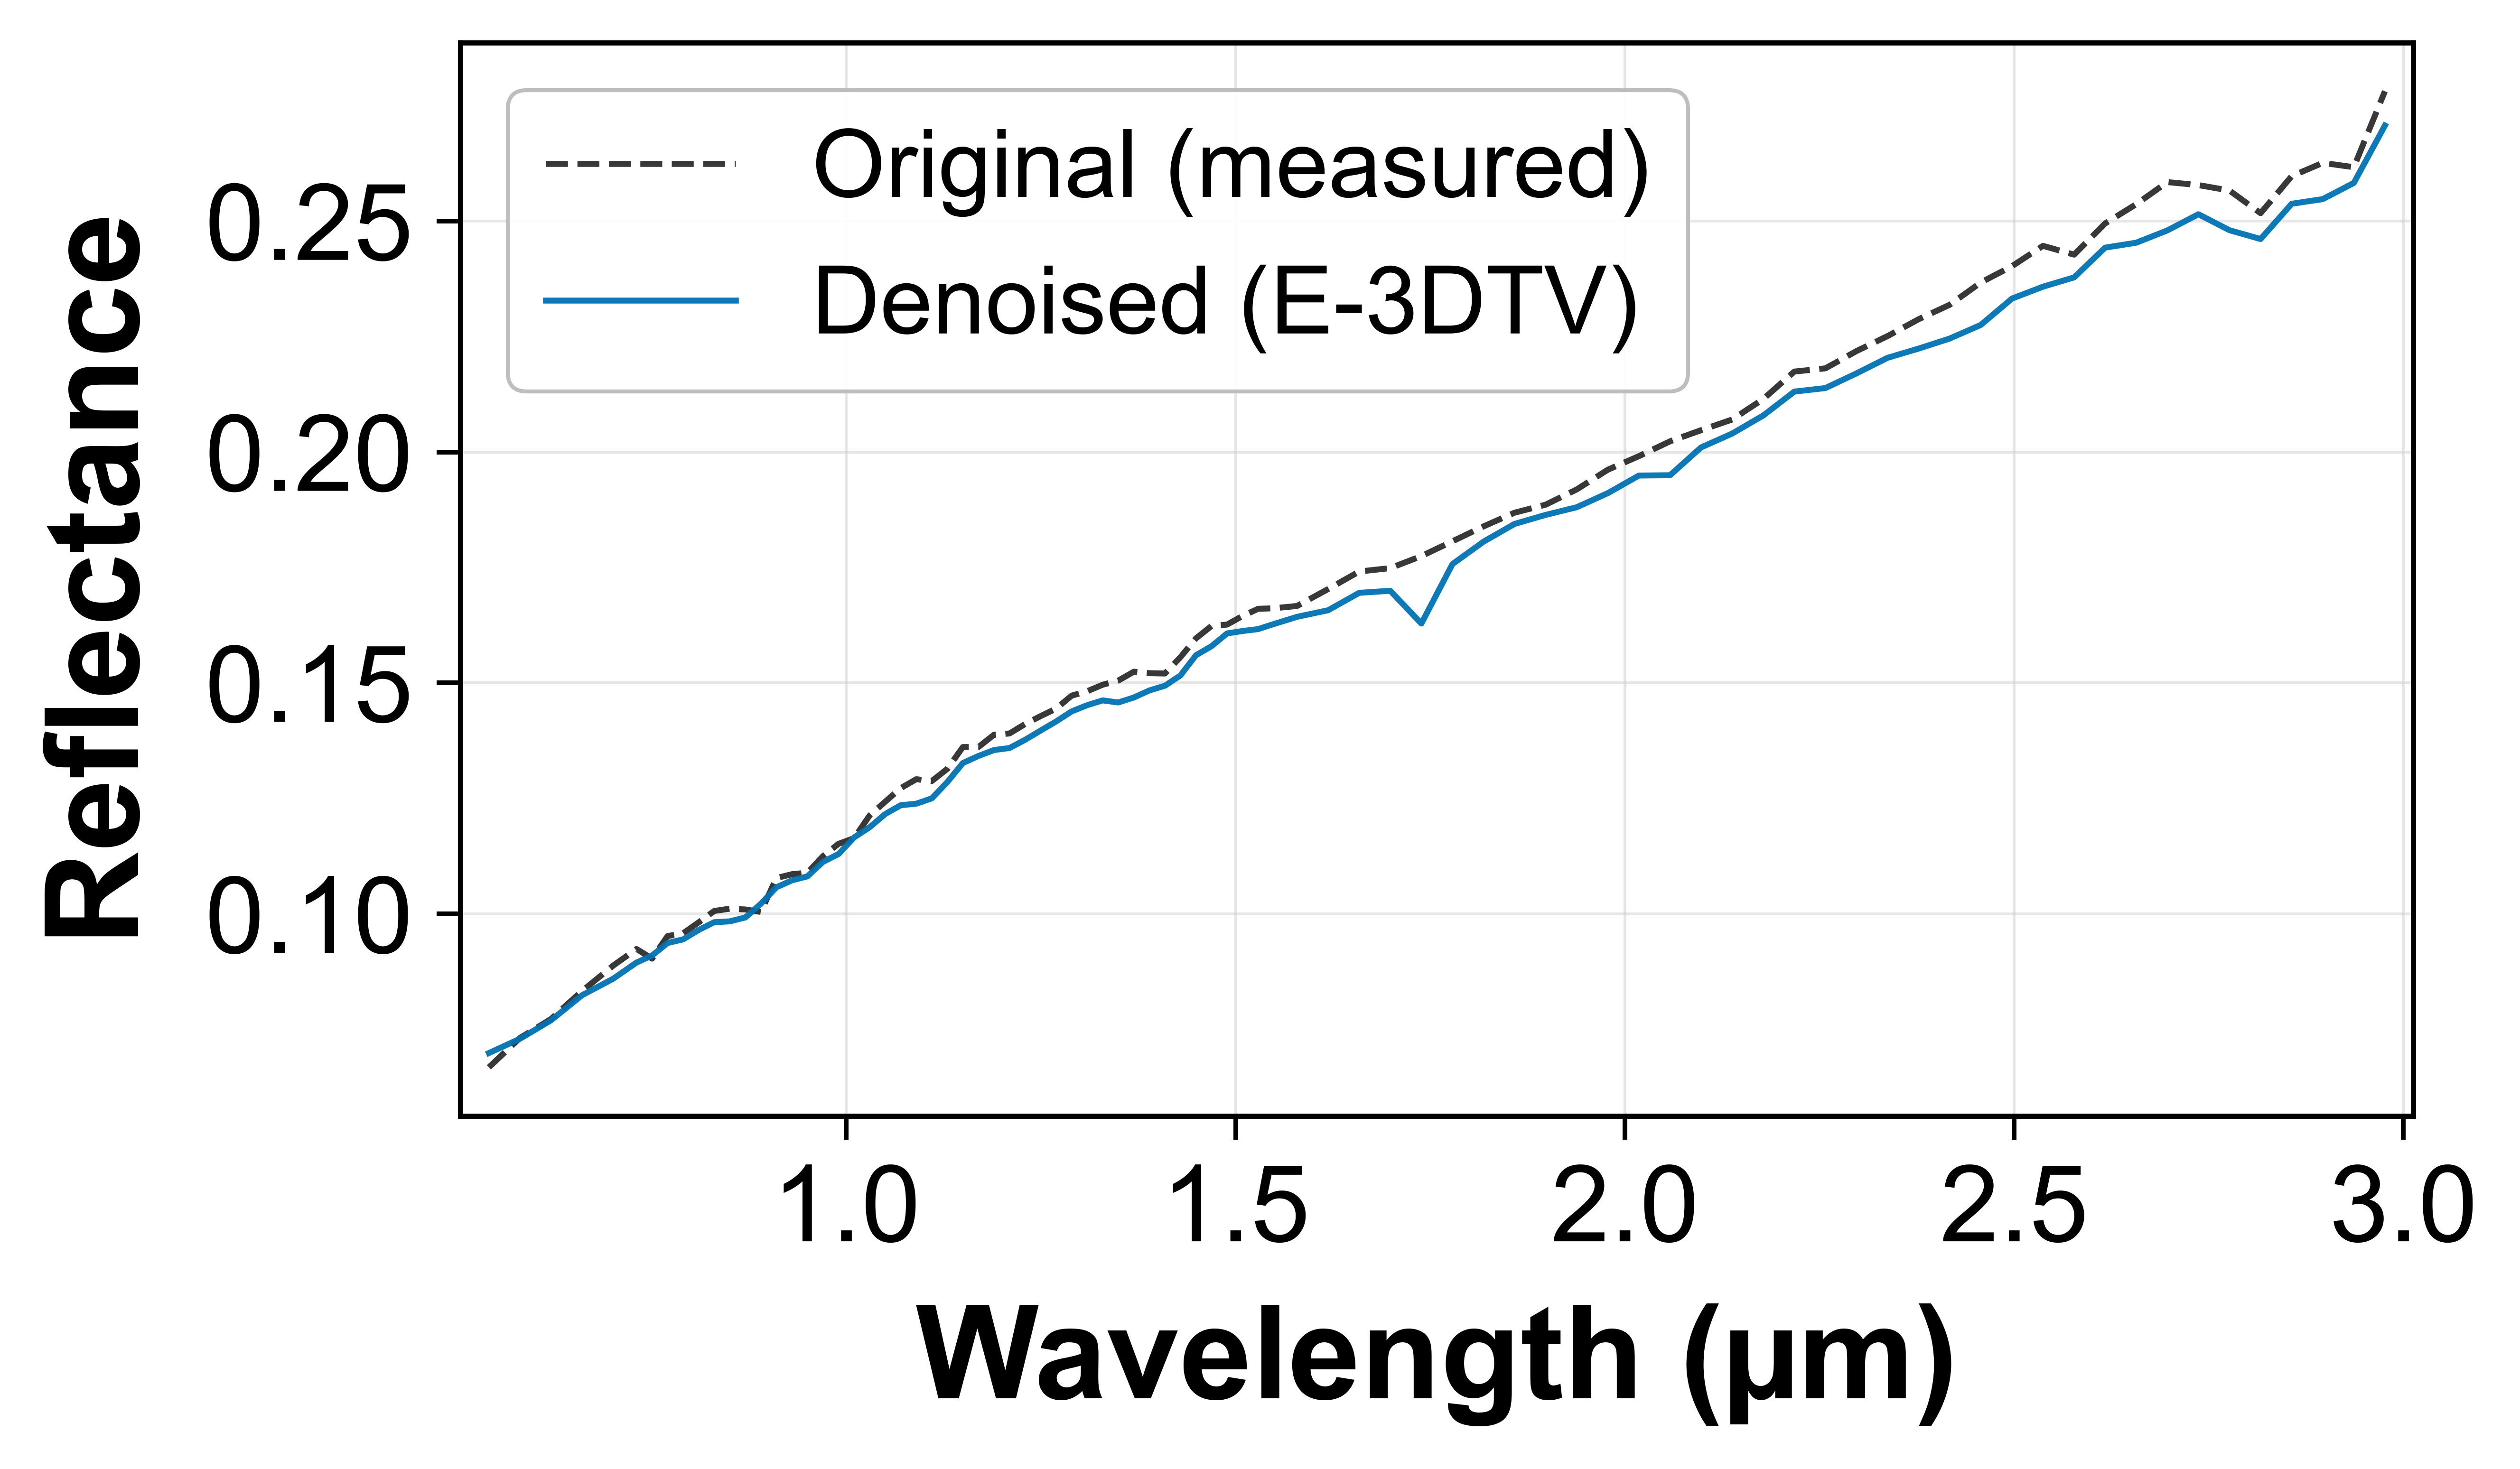 Original (measured)
Denoised (E-3DTV)
0.25
0.20
0.15
0.10
Reflectance
1.0 1.5 2.0 2.5 3.0
Wavelength (μm)